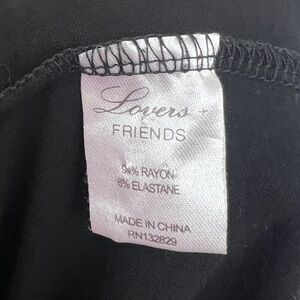 Lovers +
FRIENDS
94% RAYON
6% ELASTANE
MADE IN CHINA
RN132829